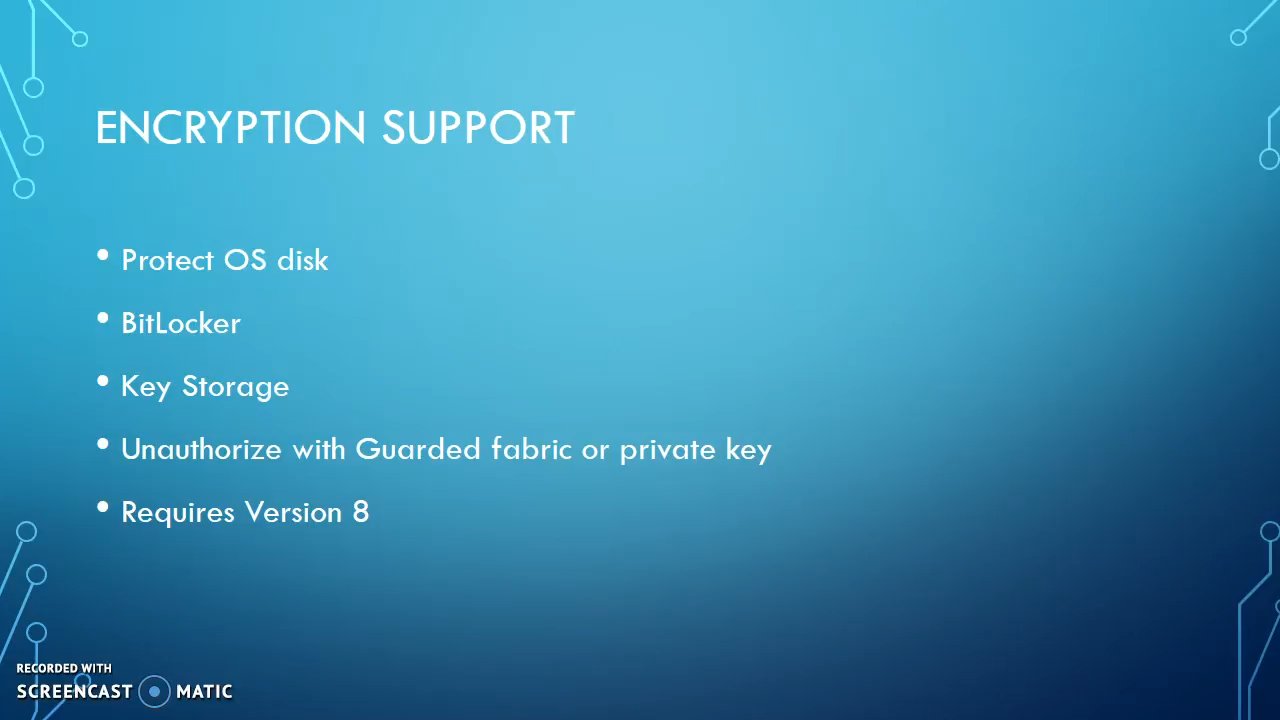 ENCRYPTION SUPPORT
• Protect OS disk
• BitLocker
• Key Storage
• Unauthorize with Guarded fabric or private key
• Requires Version 8
RECORDED WITH
SCREENCAST MATIC